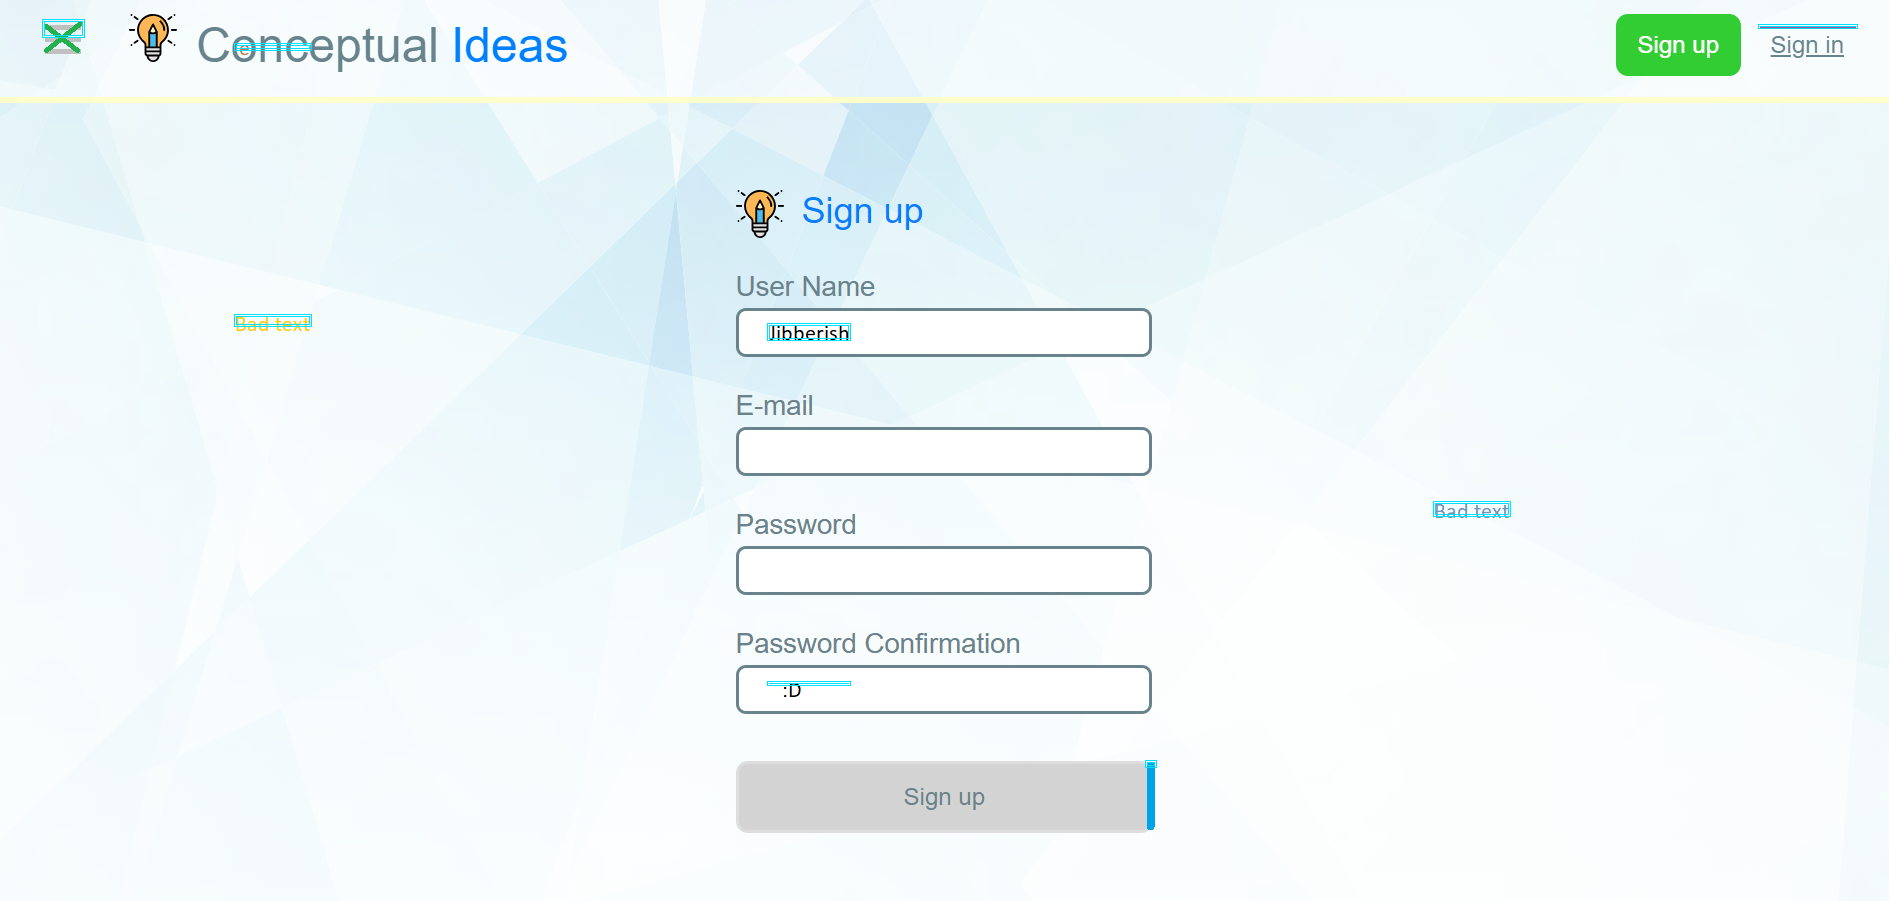 Conceptual Ideas
Sign up
Sign in
Sign up
User Name
Bad text
Jibberish
E-mail
Bad text
Password
Password Confirmation
:D
Sign up